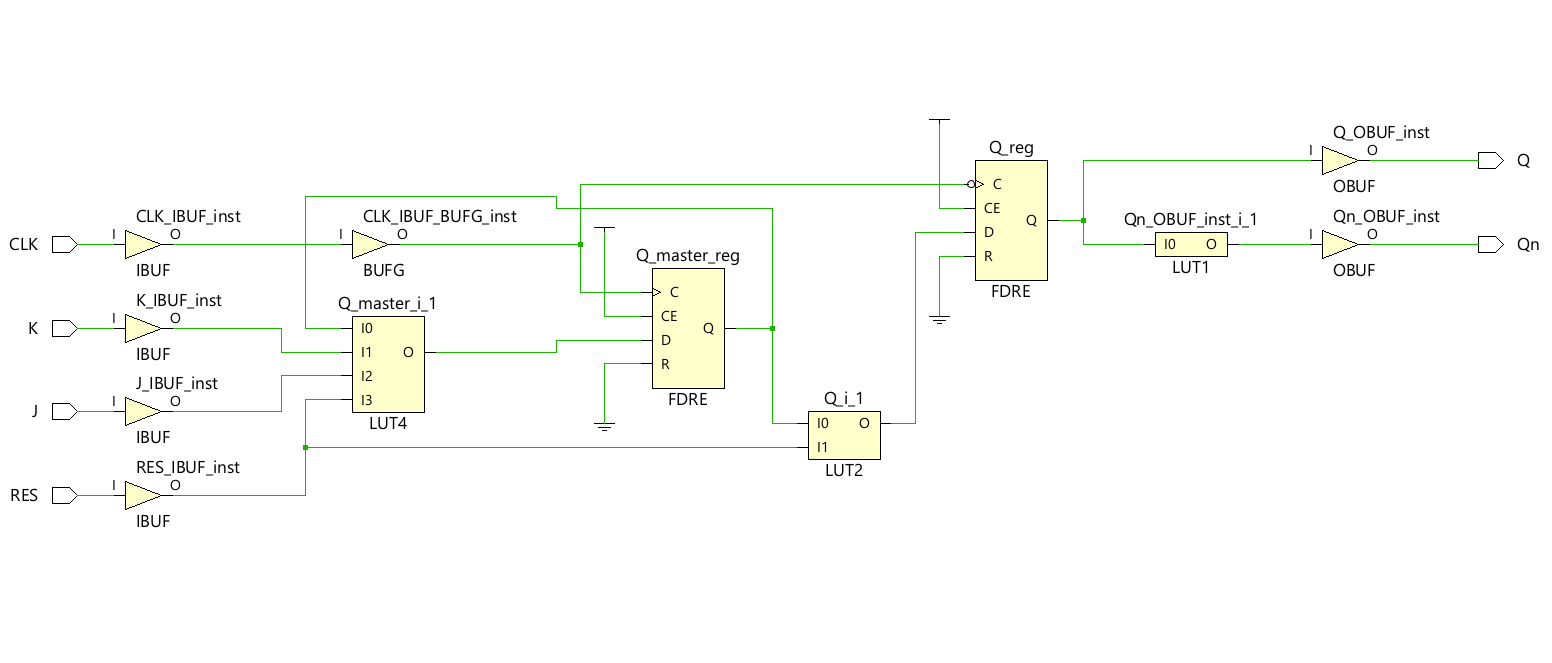 CLK
CLK_IBUF_inst
I
O
IBUF
CLK_IBUF_BUFG_inst
I
O
BUFG
K
K_IBUF_inst
I
O
IBUF
J
J_IBUF_inst
I
O
IBUF
RES
RES_IBUF_inst
I
O
IBUF
Q_master_i_1
I0
I1
I2
I3
O
LUT4
Q_master_reg
C
CE
D
R
Q
FDRE
Q_i_1
I0
I1
O
LUT2
Q_reg
C
CE
D
R
Q
FDRE
Qn_OBUF_inst_i_1
I0
O
LUT1
Q_OBUF_inst
I
O
OBUF
Q
Qn_OBUF_inst
I
O
OBUF
Qn